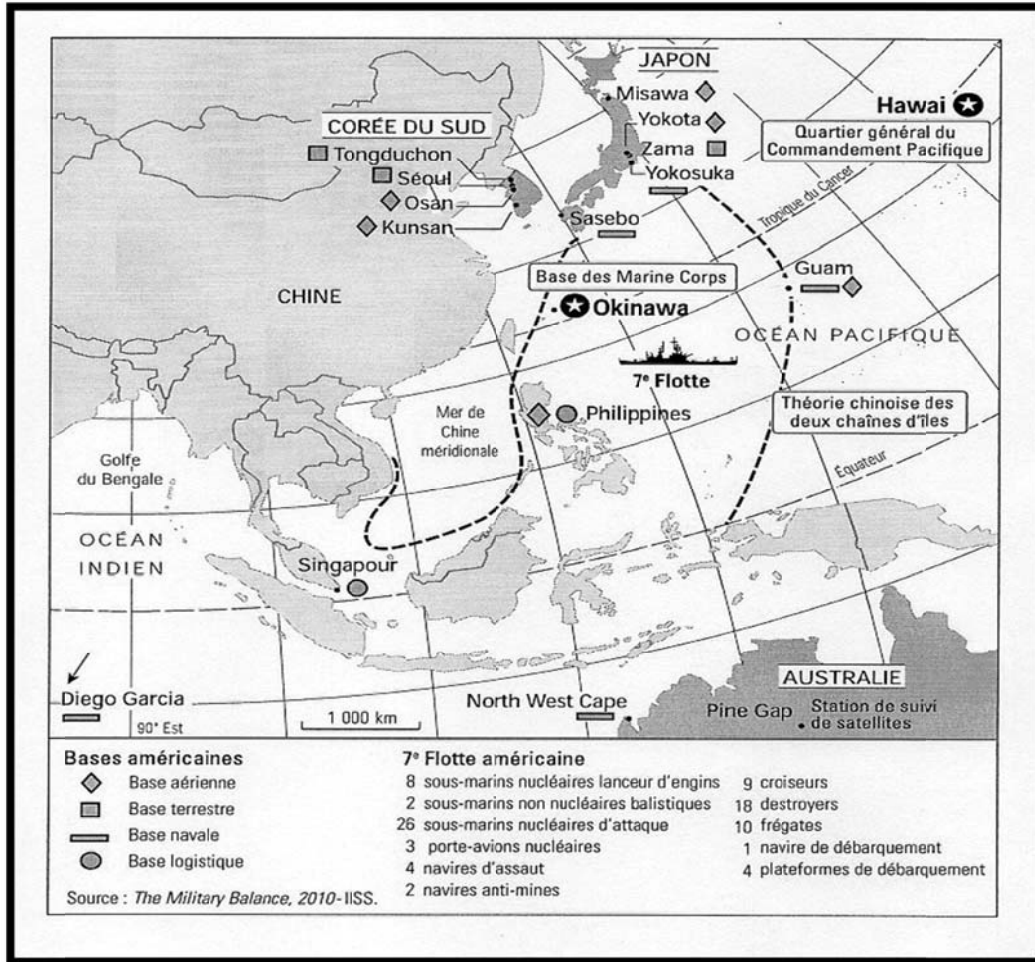 JAPON
Misawa
Yokota
Zama
Yokosuka
Hawai
Quartier général du
Commandement Pacifique
CORÉE DU SUD
Tongduchon
Séoul
Osan
Kunsan
Sasebo
Tropique du Cancer
CHINE
Base des Marine Corps
Okinawa
Guam
OCÉAN PACIFIQUE
7e Flotte
Philippines
Théorie chinoise des
deux chaînes d'îles
Mer de
Chine
méridionale
Golfe
du Bengale
Équateur
OCÉAN
INDIEN
Singapour
Diego Garcia
90° Est
1 000 km
North West Cape
AUSTRALIE
Pine Gap
Station de suivi
de satellites
Bases américaines
Base aérienne
Base terrestre
Base navale
Base logistique
Source : The Military Balance, 2010- IISS.
7e Flotte américaine
8 sous-marins nucléaires lanceur d'engins
2 sous-marins non nucléaires balistiques
26 sous-marins nucléaires d'attaque
3 porte-avions nucléaires
4 navires d'assaut
2 navires anti-mines
9 croiseurs
18 destroyers
10 frégates
1 navire de débarquement
4 plateformes de débarquement